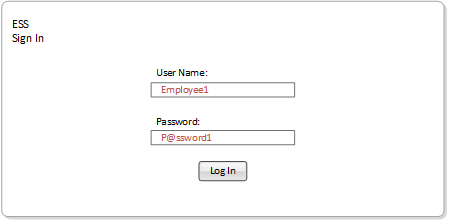 ESS
Sign In
User Name:
Employee1
Password:
P@ssword1
Log In